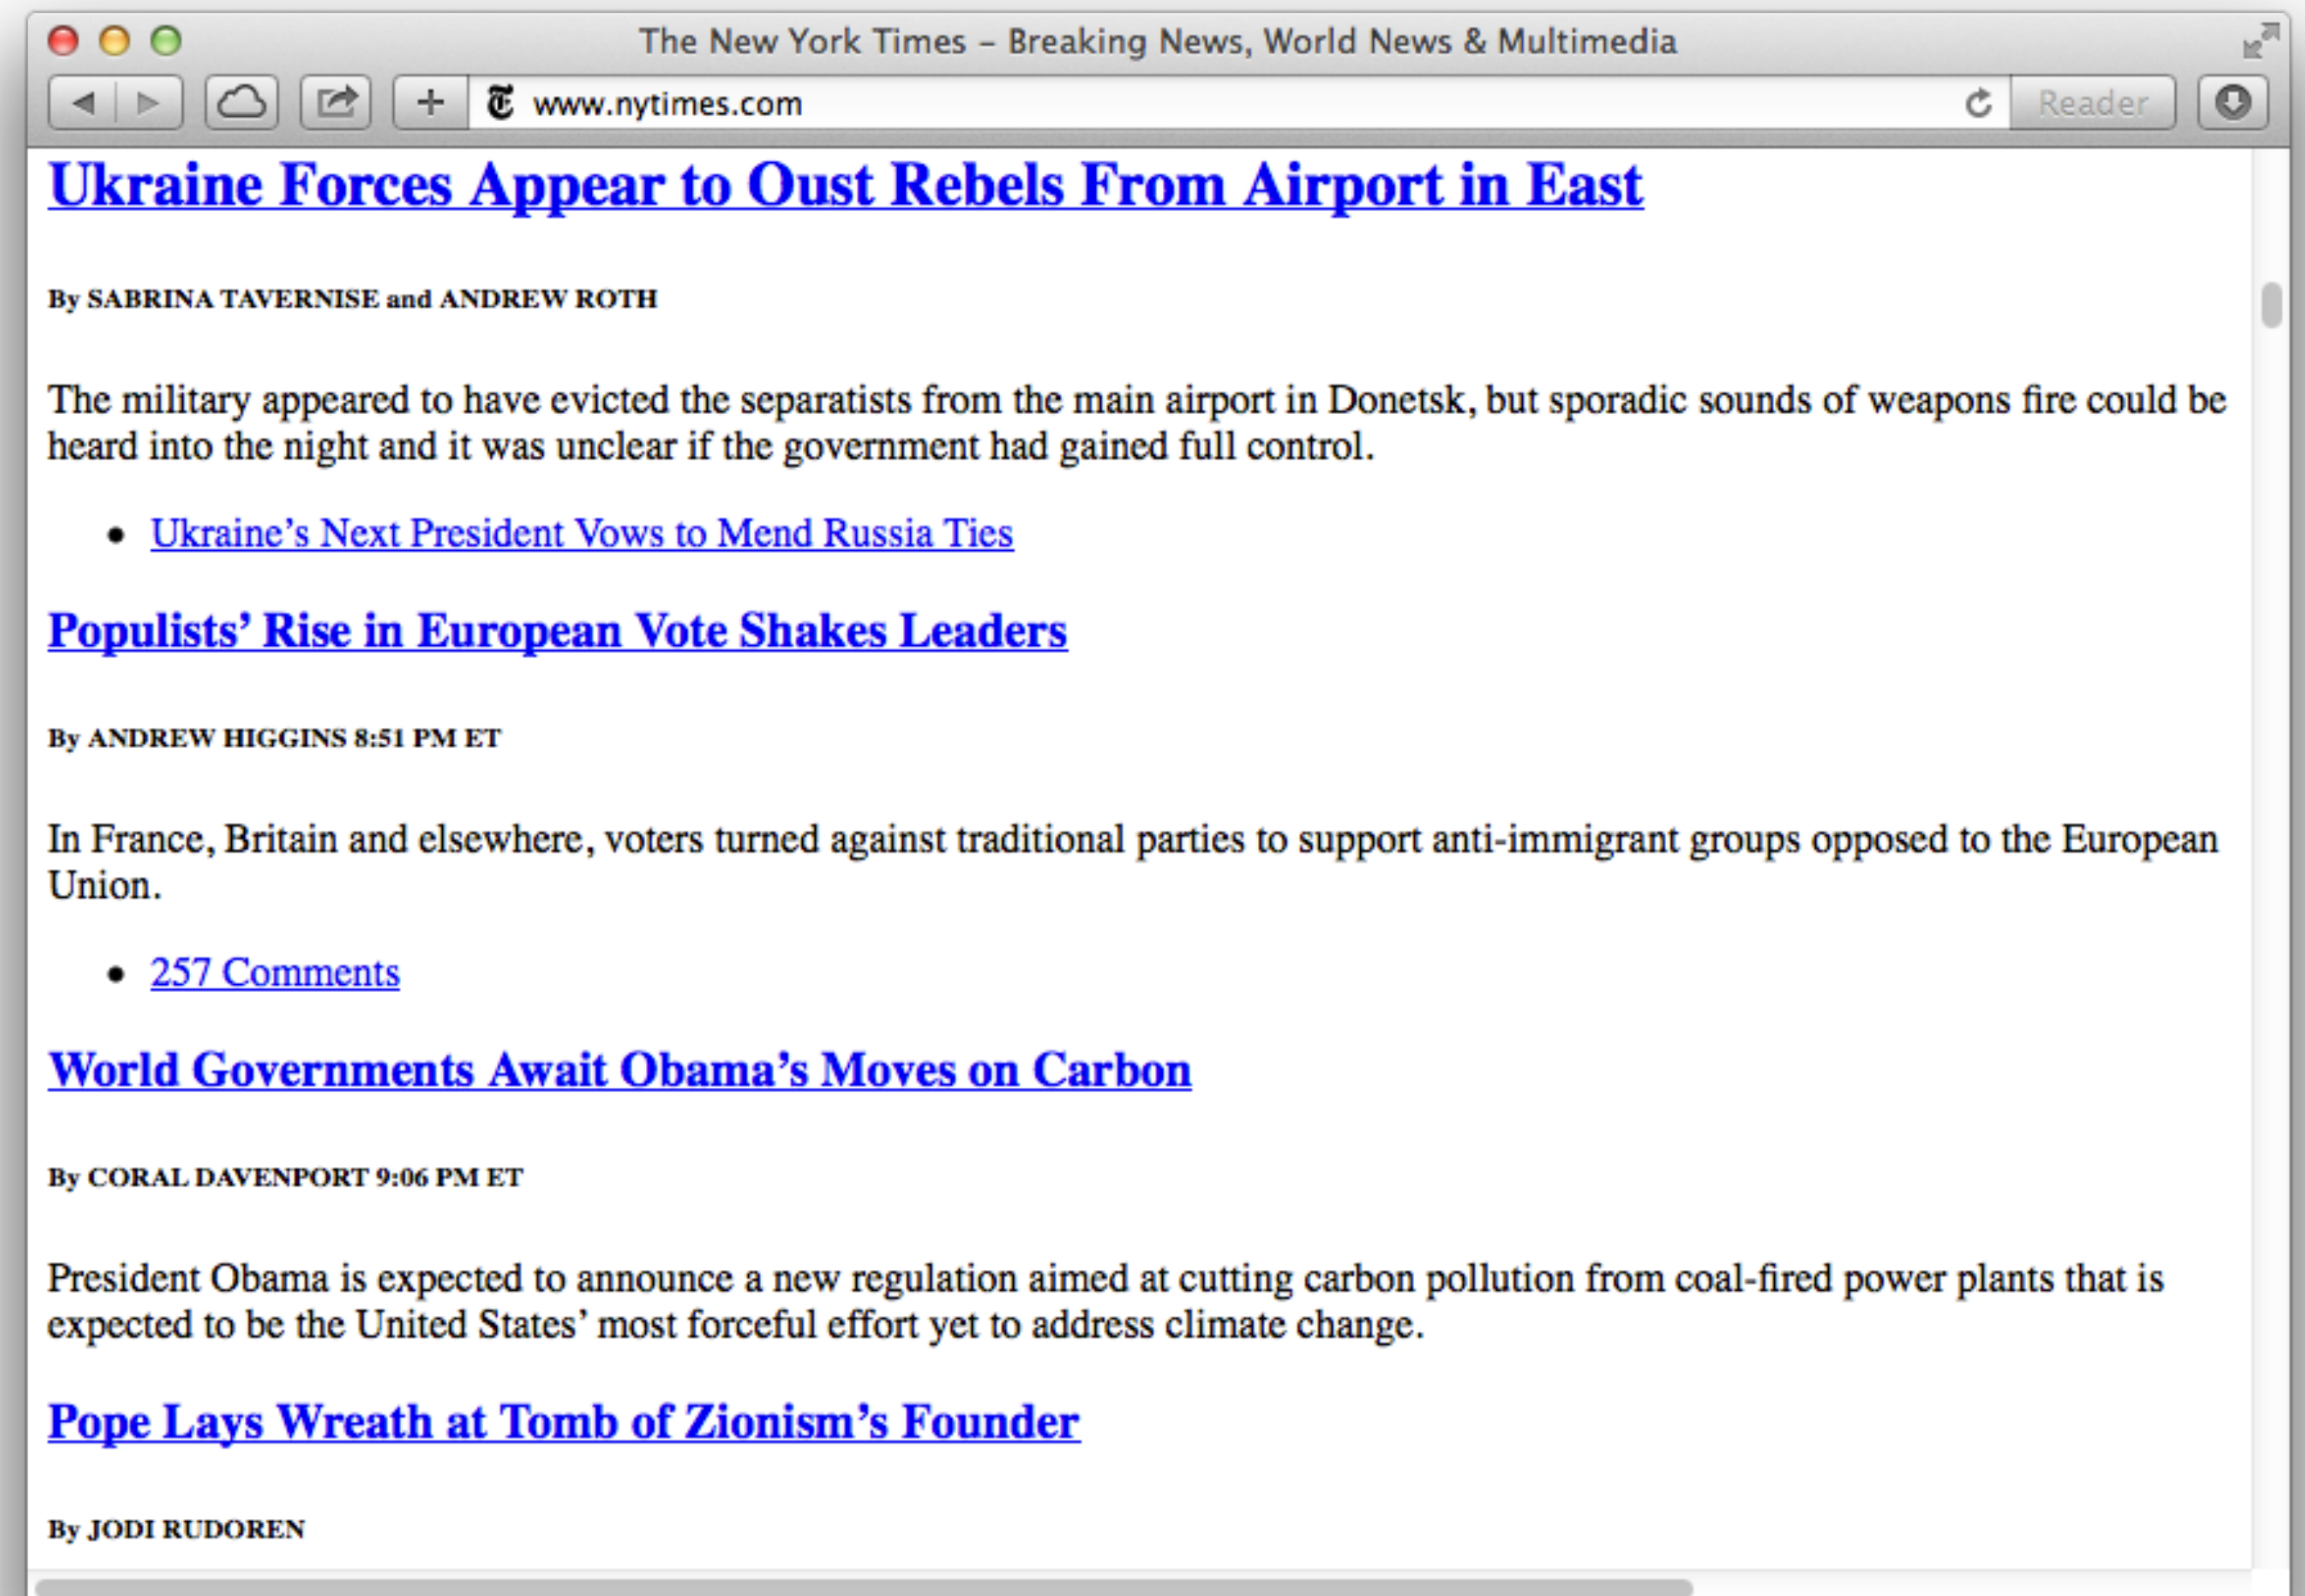 The New York Times – Breaking News, World News & Multimedia
www.nytimes.com
Reader
Ukraine Forces Appear to Oust Rebels From Airport in East
By SABRINA TAVERNISE and ANDREW ROTH
The military appeared to have evicted the separatists from the main airport in Donetsk, but sporadic sounds of weapons fire could be
heard into the night and it was unclear if the government had gained full control.
• Ukraine’s Next President Vows to Mend Russia Ties
Populists’ Rise in European Vote Shakes Leaders
By ANDREW HIGGINS 8:51 PM ET
In France, Britain and elsewhere, voters turned against traditional parties to support anti-immigrant groups opposed to the European
Union.
• 257 Comments
World Governments Await Obama’s Moves on Carbon
By CORAL DAVENPORT 9:06 PM ET
President Obama is expected to announce a new regulation aimed at cutting carbon pollution from coal-fired power plants that is
expected to be the United States’ most forceful effort yet to address climate change.
Pope Lays Wreath at Tomb of Zionism’s Founder
By JODI RUDOREN